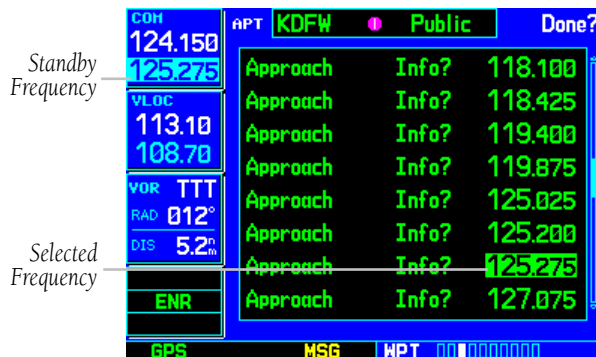 COM
124.150
125.275
VLOC
113.10
108.70
VOR TTT
RAD 012°
DIS 5.2nm
ENR
GPS
MSG
WPT
APT KDFW Public Done?
Approach Info? 118.100
Approach Info? 118.425
Approach Info? 119.400
Approach Info? 119.875
Approach Info? 125.025
Approach Info? 125.200
Approach Info? 125.275
Approach Info? 127.075
Standby
Frequency
Selected
Frequency